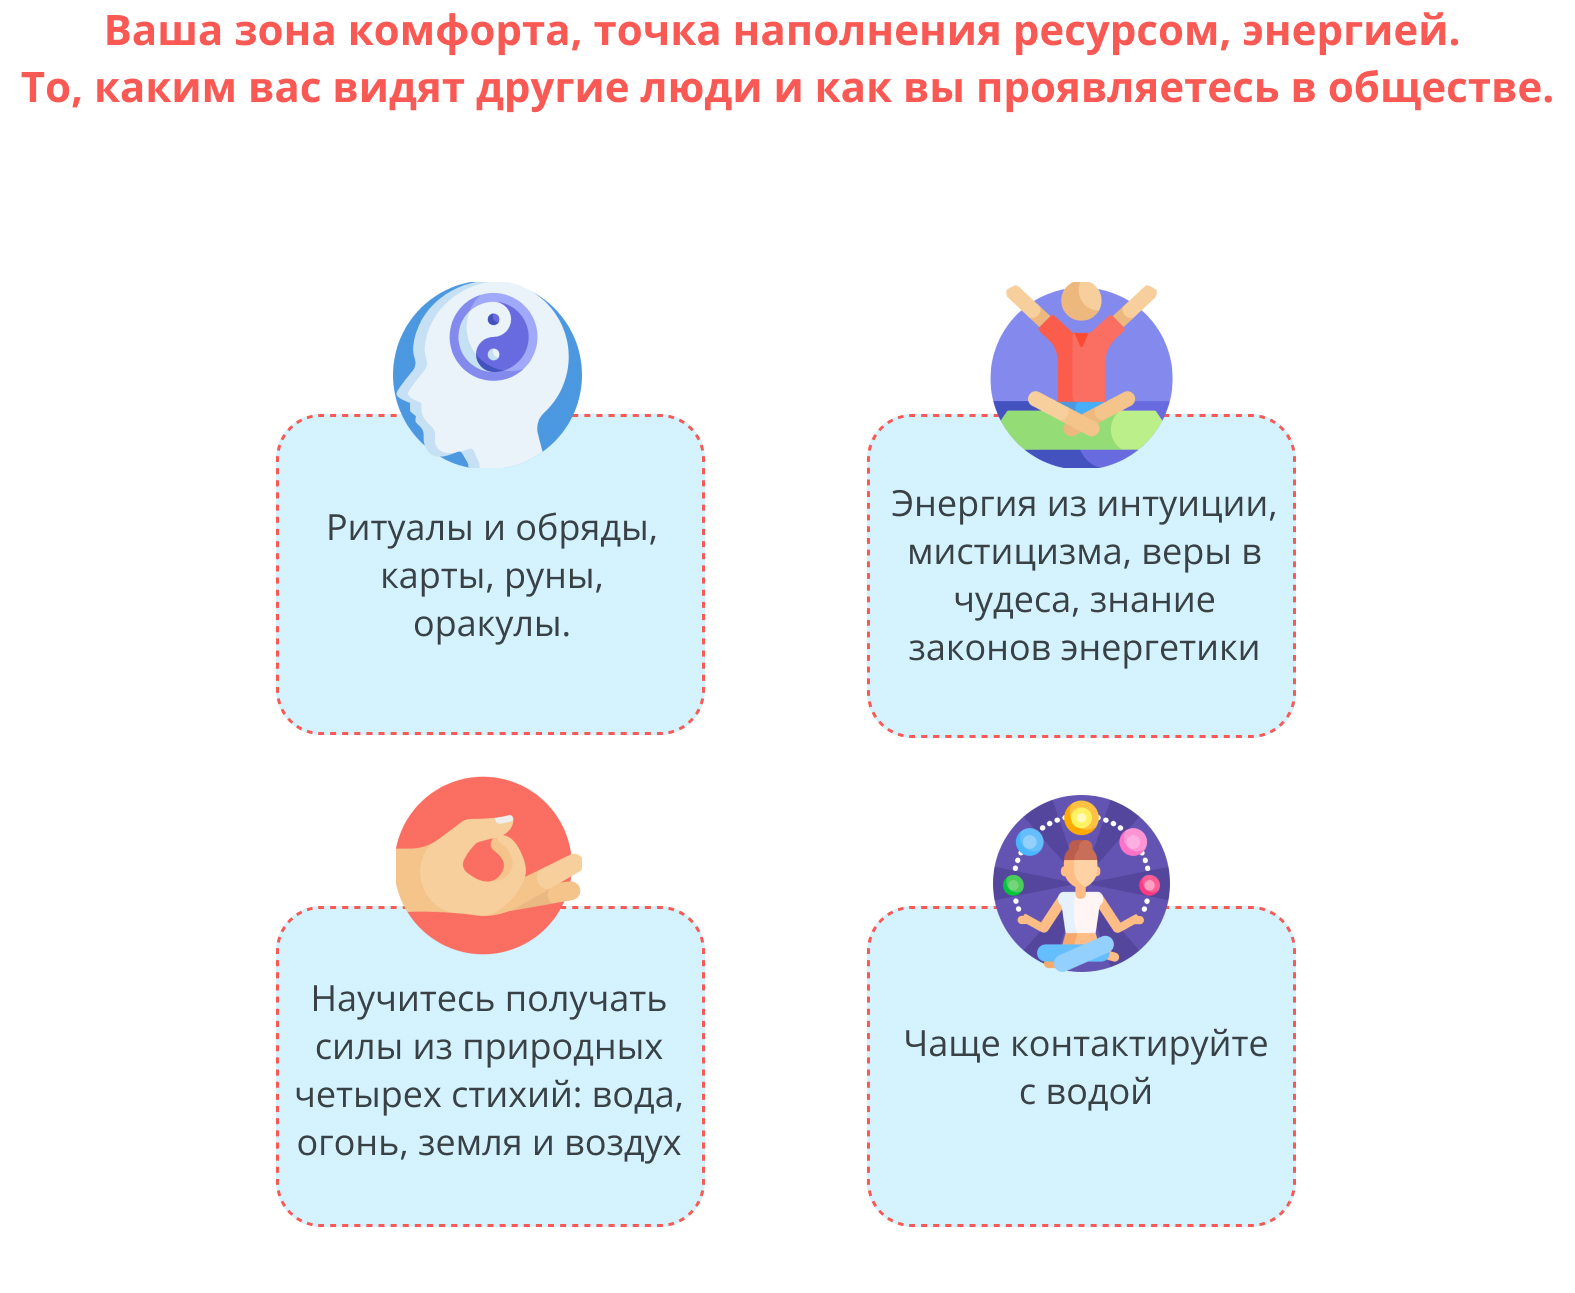 Ваша зона комфорта, точка наполнения ресурсом, энергией.
То, каким вас видят другие люди и как вы проявляетесь в обществе.
Ритуалы и обряды,
карты, руны,
оракулы.
Энергия из интуиции,
мистицизма, веры в
чудеса, знание
законов энергетики
Научитесь получать
силы из природных
четырех стихий: вода,
огонь, земля и воздух
Чаще контактируйте
с водой